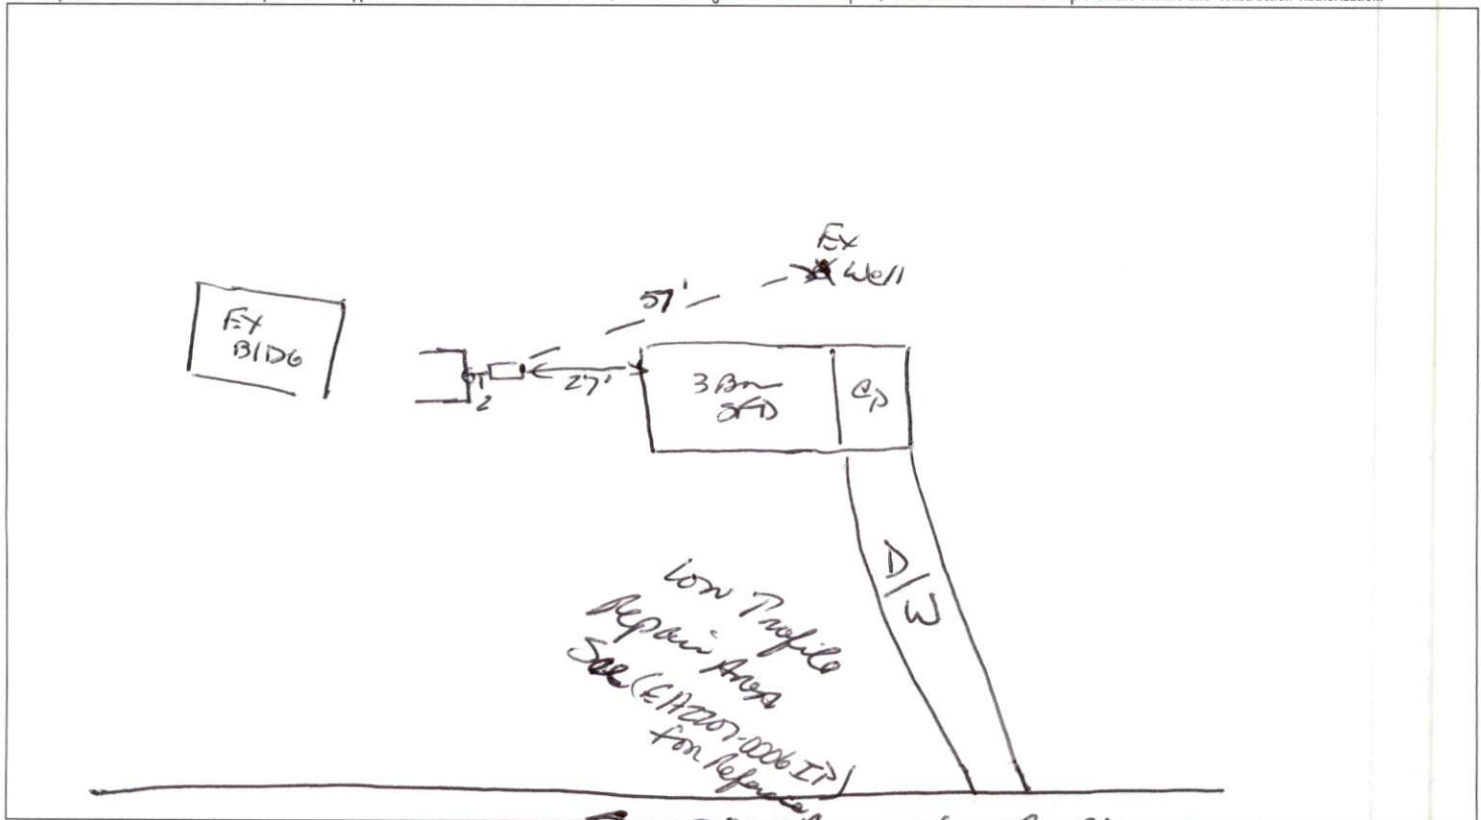 Ex
Well
57'
EX
BlDG
27'
2
3 Bm
SFD
CP
D/W
Low Profile
Repair Area
See (EH2207-0006 IP)
for Reference